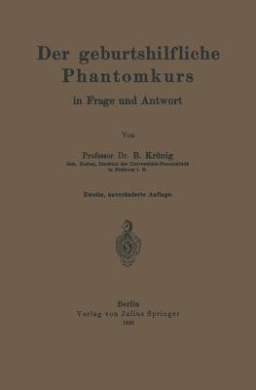 Der geburtshilfliche
Phantomkurs
in Frage und Antwort
Von
Professor Dr. B. Krönig
Geh. Hofrat, Direktor der Universitäts-Frauenklinik
in Freiburg i. B.
Zweite, unveränderte Auflage.
Berlin
Verlag von Julius Springer